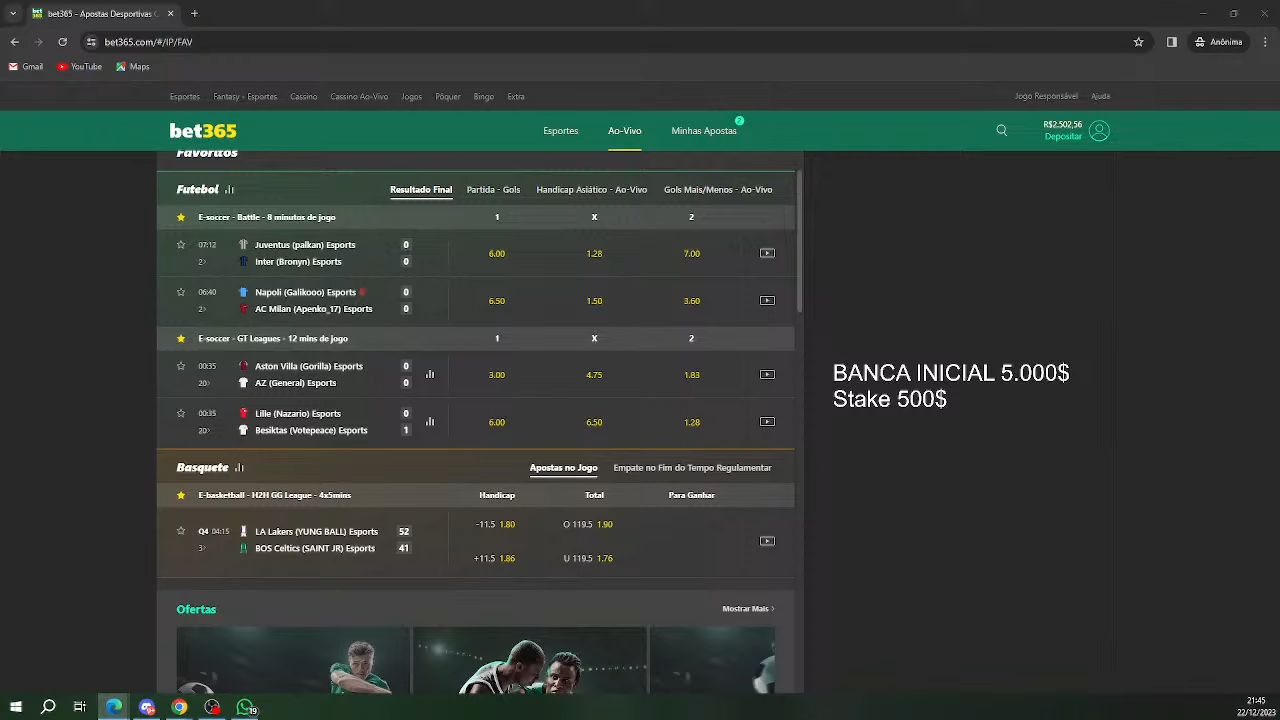 bet365 - Apostas Desportivas O
bet365.com/#/IP/FAV
Anônima
Gmail YouTube Maps
Esportes Fantasy - Esportes Cassino Cassino Ao-Vivo Jogos Pôquer Bingo Extra Jogo Responsável Ajuda
bet365 Esportes Ao-Vivo Minhas Apostas 2 R$2.502,56
Depositar
Favoritos
Futebol Resultado Final Partida - Gols Handicap Asiático - Ao-Vivo Gols Mais/Menos - Ao-Vivo
E-soccer - Battle - 8 minutos de jogo 1 X 2
07:12 Juventus (palkan) Esports 0 6.00 1.28 7.00
2> Inter (Bronyn) Esports 0
06:40 Napoli (Galikooo) Esports 0 6.50 1.50 3.60
2> AC Milan (Apenko_17) Esports 0
E-soccer - GT Leagues - 12 mins de jogo 1 X 2
00:35 Aston Villa (Gorilla) Esports 0 3.00 4.75 1.83
20> AZ (General) Esports 0
00:35 Lille (Nazario) Esports 0 6.00 6.50 1.28
20> Besiktas (Votepeace) Esports 1
BANCA INICIAL 5.000$
Stake 500$
Basquete Apostas no Jogo Empate no Fim do Tempo Regulamentar
E-basketball - H2H GG League - 4x5mins Handicap Total Para Ganhar
Q4 04:15 LA Lakers (YUNG BALL) Esports 52 -11.5 1.80 O 119.5 1.90
3> BOS Celtics (SAINT JR) Esports 41 +11.5 1.86 U 119.5 1.76
Ofertas Mostrar Mais >
19
21:45
22/12/2023